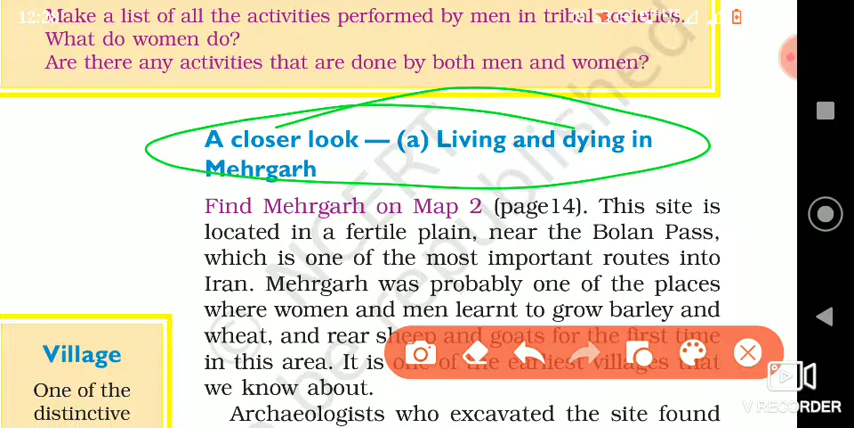 12:28
Make a list of all the activities performed by men in tribal societies.
What do women do?
Are there any activities that are done by both men and women?
A closer look — (a) Living and dying in
Mehrgarh
Find Mehrgarh on Map 2 (page14). This site is
located in a fertile plain, near the Bolan Pass,
which is one of the most important routes into
Iran. Mehrgarh was probably one of the places
where women and men learnt to grow barley and
wheat, and rear sheep and goats for the first time
in this area. It is one of the earliest villages that
we know about.
Archaeologists who excavated the site found
Village
One of the
distinctive
© NCERT
be republished
V RECORDER